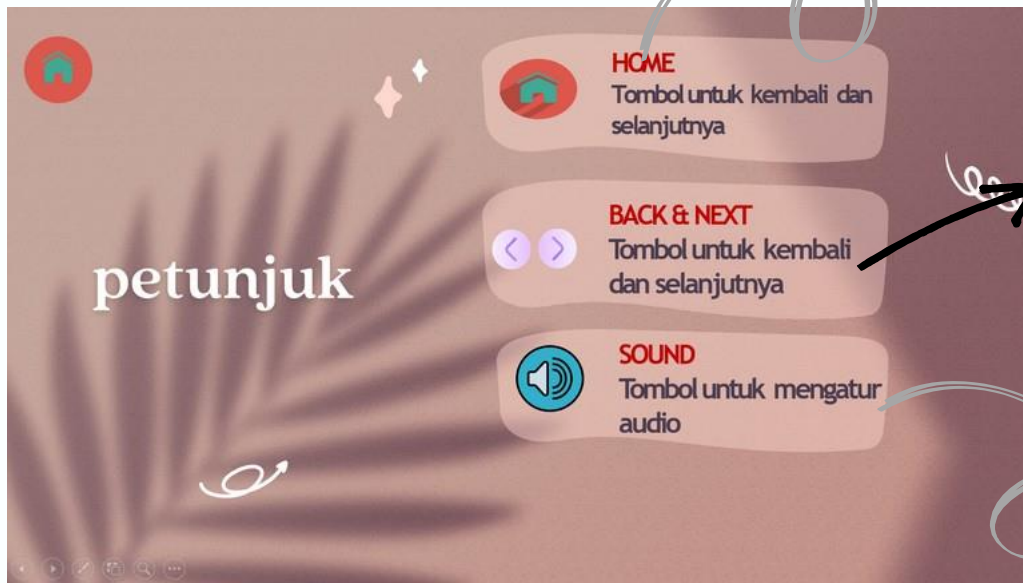 petunjuk
HOME
Tombol untuk kembali dan
selanjutnya
BACK & NEXT
Tombol untuk kembali
dan selanjutnya
SOUND
Tombol untuk mengatur
audio